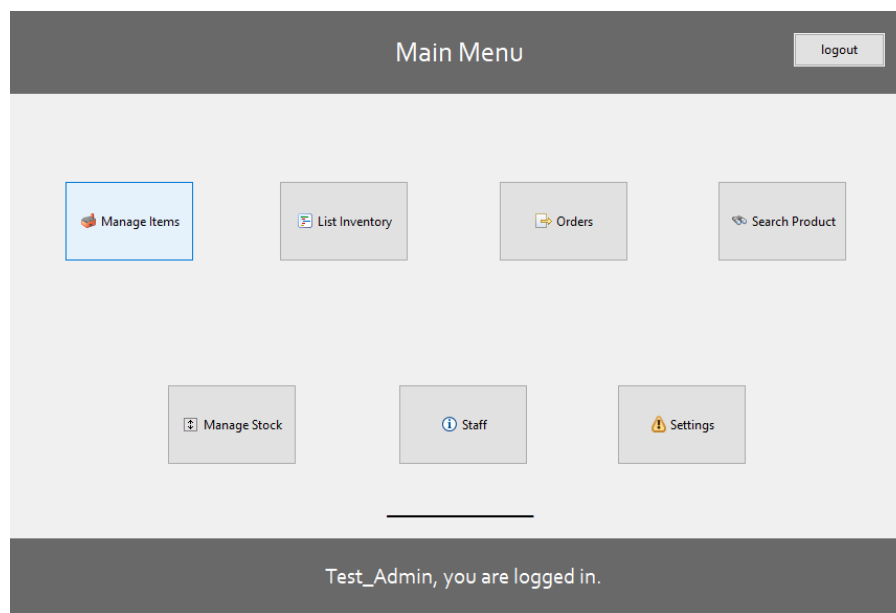 Main Menu
logout
Manage Items
List Inventory
Orders
Search Product
Manage Stock
Staff
Settings
Test_Admin, you are logged in.